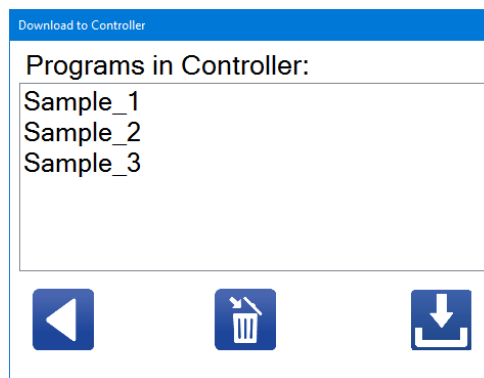 Download to Controller
Programs in Controller:
Sample_1
Sample_2
Sample_3